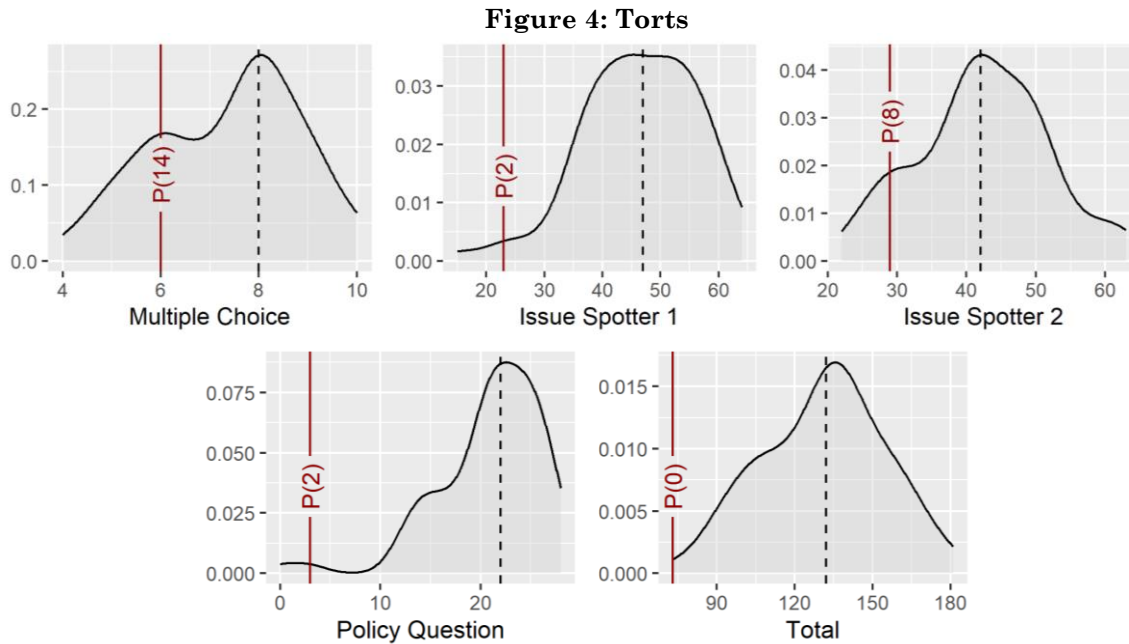 Figure 4: Torts
0.2
0.1
0.0
P(14)
4 6 8 10
Multiple Choice
0.03
0.02
0.01
0.00
P(2)
20 30 40 50 60
Issue Spotter 1
0.04
0.03
0.02
0.01
0.00
P(8)
20 30 40 50 60
Issue Spotter 2
0.075
0.050
0.025
0.000
P(2)
0 10 20
Policy Question
0.015
0.010
0.005
0.000
P(0)
90 120 150 180
Total